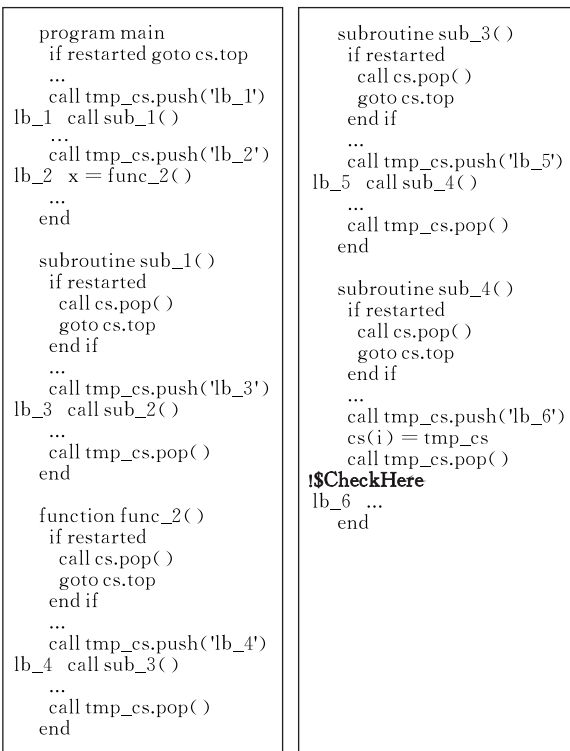 program main
if restarted goto cs.top
...
call tmp_cs.push('lb_1')
lb_1 call sub_1()
...
call tmp_cs.push('lb_2')
lb_2 x = func_2()
...
end
subroutine sub_1()
if restarted
call cs.pop()
goto cs.top
end if
...
call tmp_cs.push('lb_3')
lb_3 call sub_2()
...
call tmp_cs.pop()
end
function func_2()
if restarted
call cs.pop()
goto cs.top
end if
...
call tmp_cs.push('lb_4')
lb_4 call sub_3()
...
call tmp_cs.pop()
end
subroutine sub_3()
if restarted
call cs.pop()
goto cs.top
end if
...
call tmp_cs.push('lb_5')
lb_5 call sub_4()
...
call tmp_cs.pop()
end
subroutine sub_4()
if restarted
call cs.pop()
goto cs.top
end if
...
call tmp_cs.push('lb_6')
cs(i) = tmp_cs
call tmp_cs.pop()
!$CheckHere
lb_6 ...
end